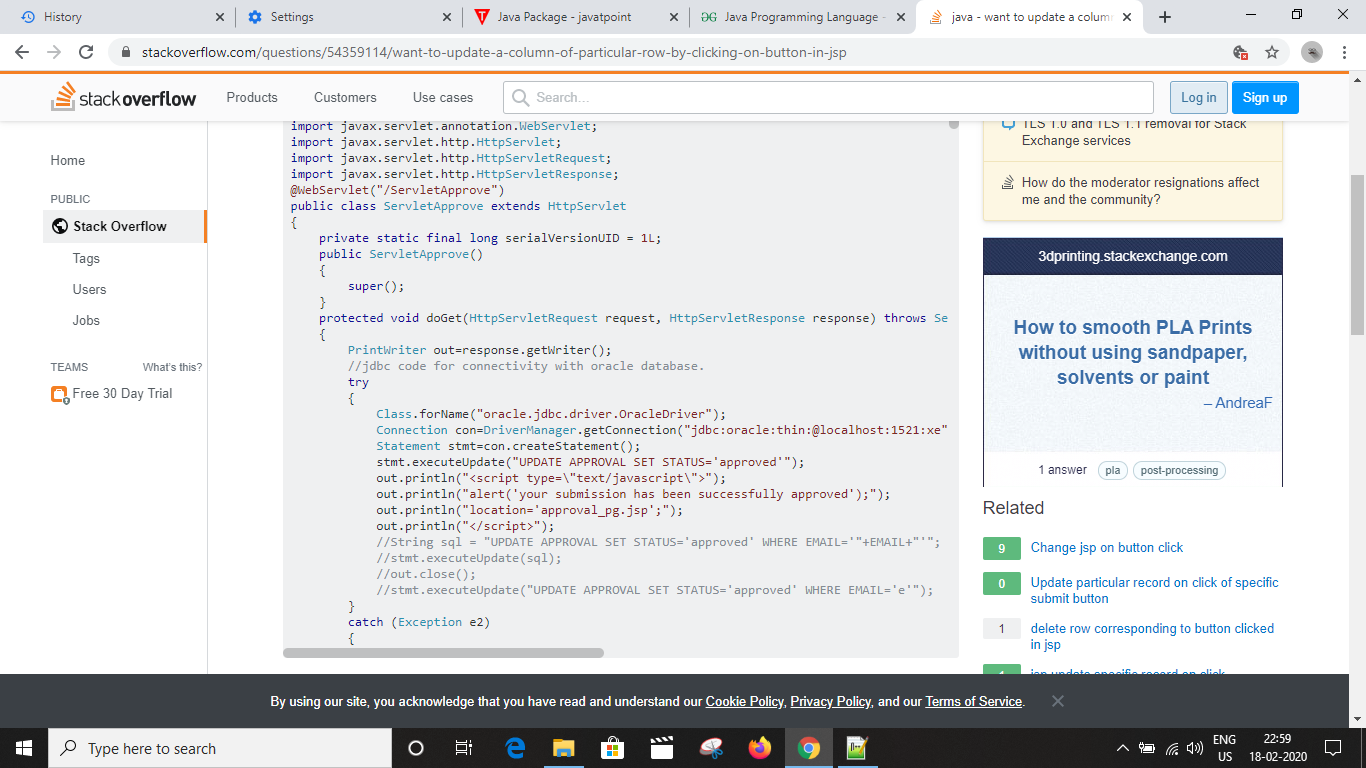 History
Settings
Java Package - javatpoint
Java Programming Language -
java - want to update a colum
stackoverflow.com/questions/54359114/want-to-update-a-column-of-particular-row-by-clicking-on-button-in-jsp
stackoverflow
Products
Customers
Use cases
Search...
Log in
Sign up
Home
PUBLIC
Stack Overflow
Tags
Users
Jobs
TEAMS
What's this?
Free 30 Day Trial
import javax.servlet.annotation.WebServlet;
import javax.servlet.http.HttpServlet;
import javax.servlet.http.HttpServletRequest;
import javax.servlet.http.HttpServletResponse;
@WebServlet("/ServletApprove")
public class ServletApprove extends HttpServlet
{
private static final long serialVersionUID = 1L;
public ServletApprove()
{
super();
}
protected void doGet(HttpServletRequest request, HttpServletResponse response) throws Se
{
PrintWriter out=response.getWriter();
//jdbc code for connectivity with oracle database.
try
{
Class.forName("oracle.jdbc.driver.OracleDriver");
Connection con=DriverManager.getConnection("jdbc:oracle:thin:@localhost:1521:xe"
Statement stmt=con.createStatement();
stmt.executeUpdate("UPDATE APPROVAL SET STATUS='approved'");
out.println("<script type=\"text/javascript\">");
out.println("alert('your submission has been successfully approved');");
out.println("location='approval_pg.jsp';");
out.println("</script>");
//String sql = "UPDATE APPROVAL SET STATUS='approved' WHERE EMAIL='"+EMAIL+"'";
//stmt.executeUpdate(sql);
//out.close();
//stmt.executeUpdate("UPDATE APPROVAL SET STATUS='approved' WHERE EMAIL='e'");
}
catch (Exception e2)
{
TLS 1.0 and TLS 1.1 removal for Stack
Exchange services
How do the moderator resignations affect
me and the community?
3dprinting.stackexchange.com
How to smooth PLA Prints
without using sandpaper,
solvents or paint
– AndreaF
1 answer
pla
post-processing
Related
9
Change jsp on button click
0
Update particular record on click of specific
submit button
1
delete row corresponding to button clicked
in jsp
jsp update specific record on click
By using our site, you acknowledge that you have read and understand our Cookie Policy, Privacy Policy, and our Terms of Service.
Type here to search
ENG
US
22:59
18-02-2020